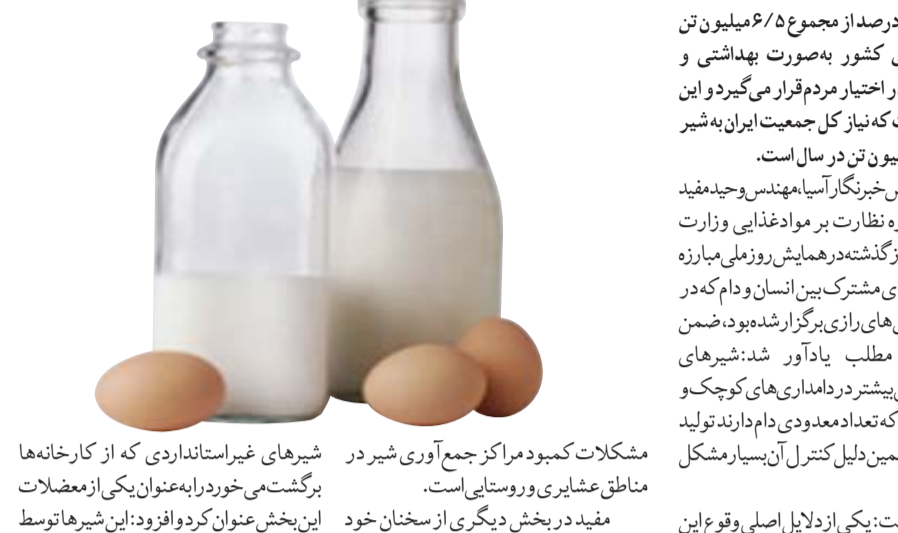 درصد از مجموع ۶/۵ میلیون تن
کشور به‌صورت بهداشتی و
اختیار مردم قرار می‌گیرد و این
که نیاز کل جمعیت ایران به شیر
تن در سال است.
خبرنگار آسیا، مهندس وحید مفید
نظارت بر مواد غذایی وزارت
گذشته در همایش روز ملی مبارزه
مشترک بین انسان و دام که در
رازی برگزار شده بود، ضمن
مطلب یادآور شد: شیرهای
بیشتر در دامداری‌های کوچک و
که تعداد معدودی دام دارند تولید
دلیل کنترل آن بسیار مشکل
یکی از دلایل اصلی وقوع این
مشکلات کمبود مراکز جمع‌آوری شیر در
مناطق عشایری و روستایی است.
مفید در بخش دیگری از سخنان خود
شیرهای غیراستانداردی که از کارخانه‌ها
برگشت می‌خورد را به‌عنوان یکی از معضلات
این بخش عنوان کرد و افزود: این شیرها توسط